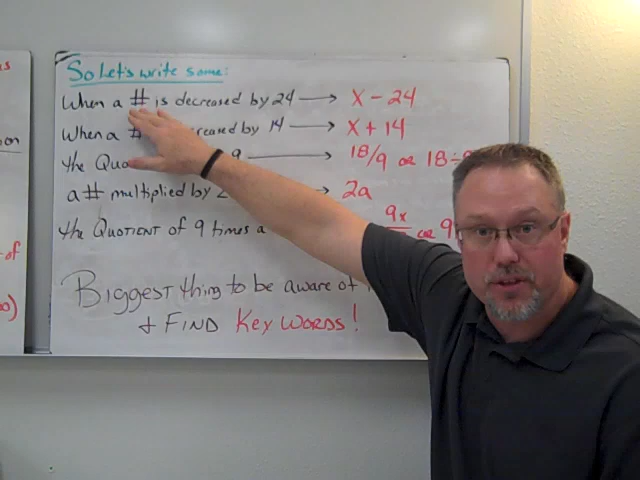 So Let's write some:
When a # is decreased by 24 → x - 24
When a # by 14 → x + 14
the 9 → 18/9 or 18 ÷
a # multiplied by 2 → 2a
the QUOTIENT of 9 times a 9x or 9
BIGGEST thing to be aware of
+ FIND Key WORDS!